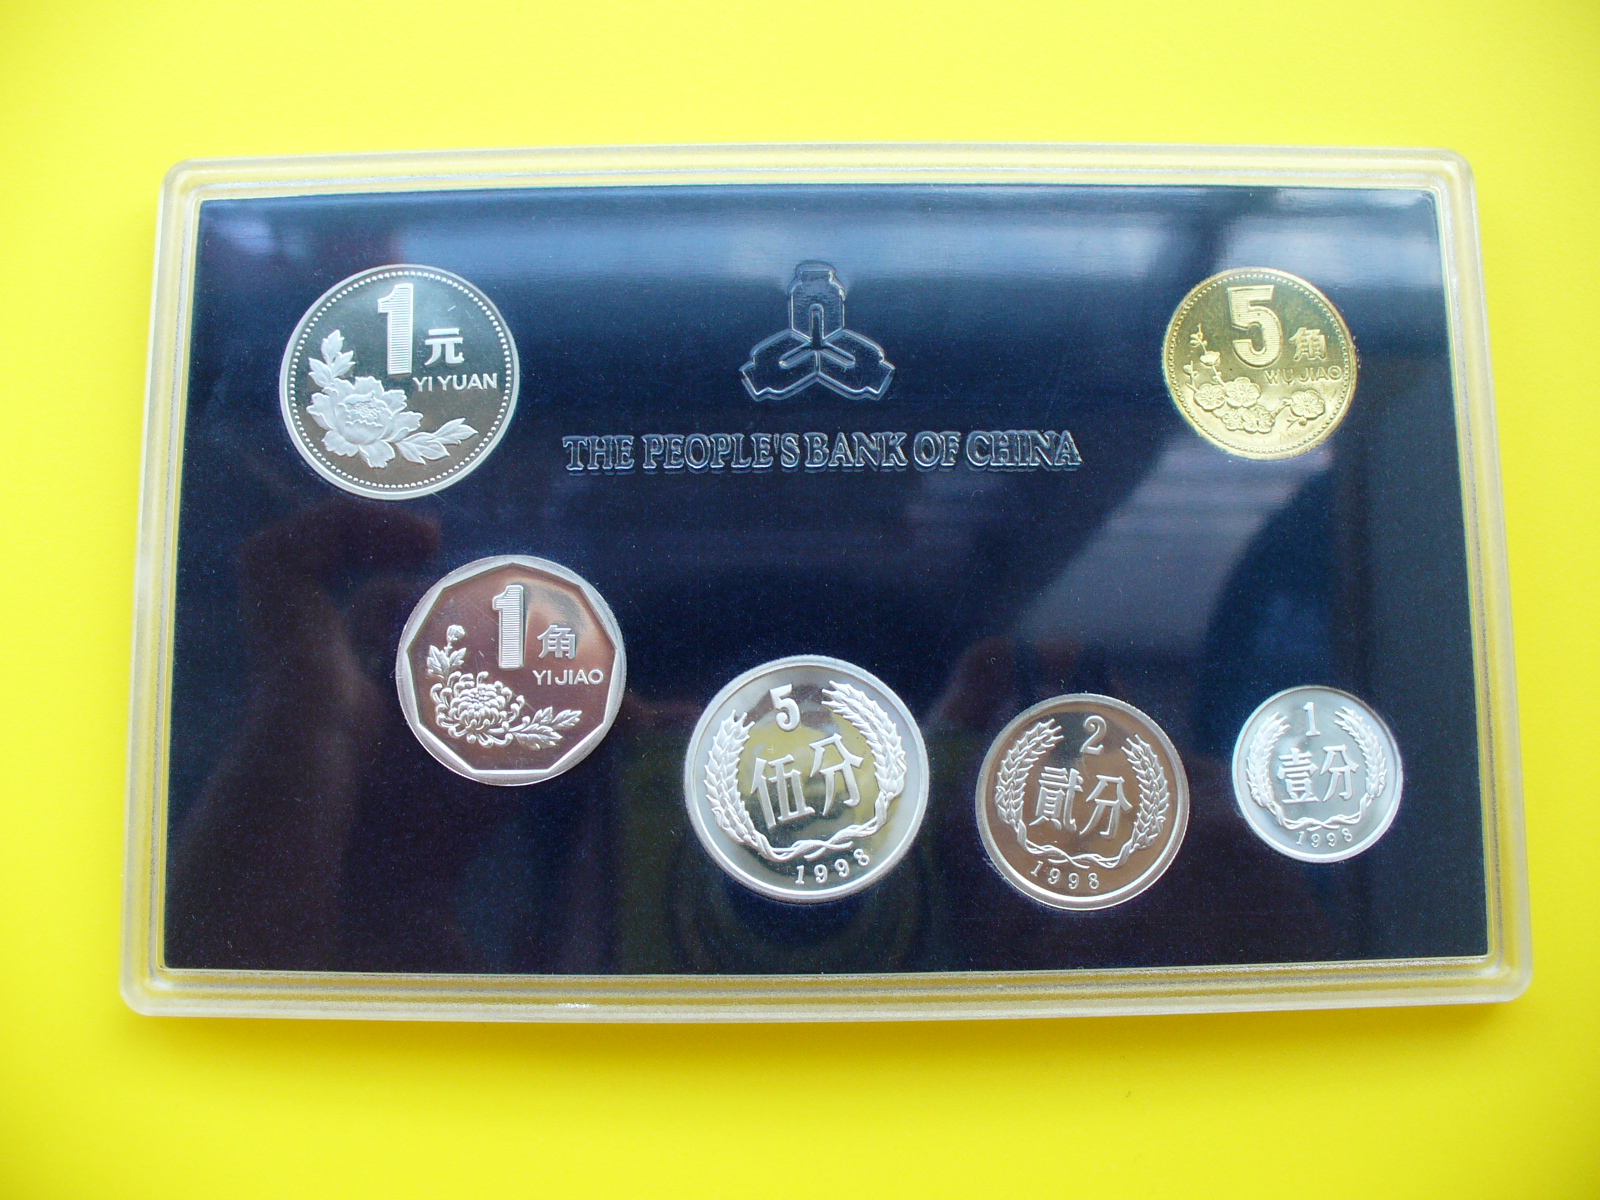 1元
YI YUAN
5角
WU JIAO
THE PEOPLE'S BANK OF CHINA
1角
YI JIAO
5
伍分
1998
2
贰分
1998
1
壹分
1998